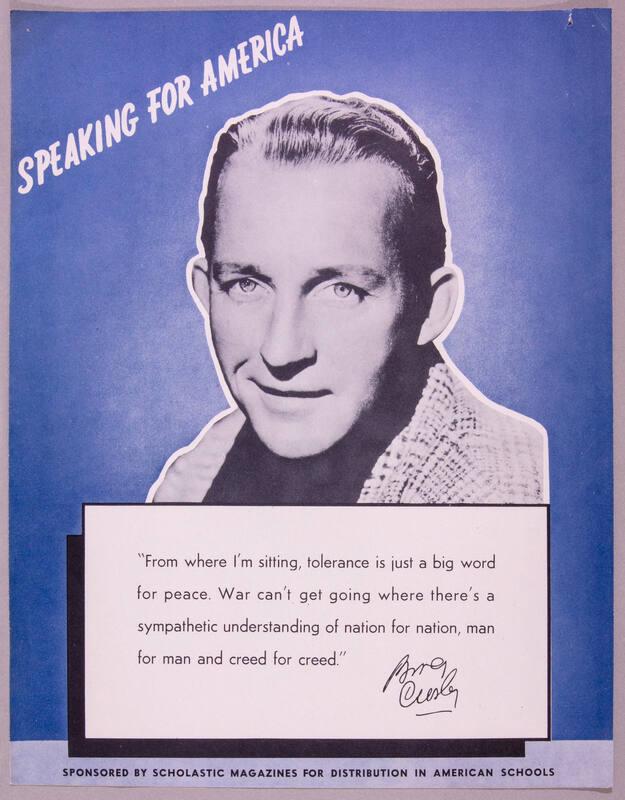 SPEAKING FOR AMERICA
“From where I'm sitting, tolerance is just a big word
for peace. War can't get going where there's a
sympathetic understanding of nation for nation, man
for man and creed for creed.”
Bing
Crosby
SPONSORED BY SCHOLASTIC MAGAZINES FOR DISTRIBUTION IN AMERICAN SCHOOLS